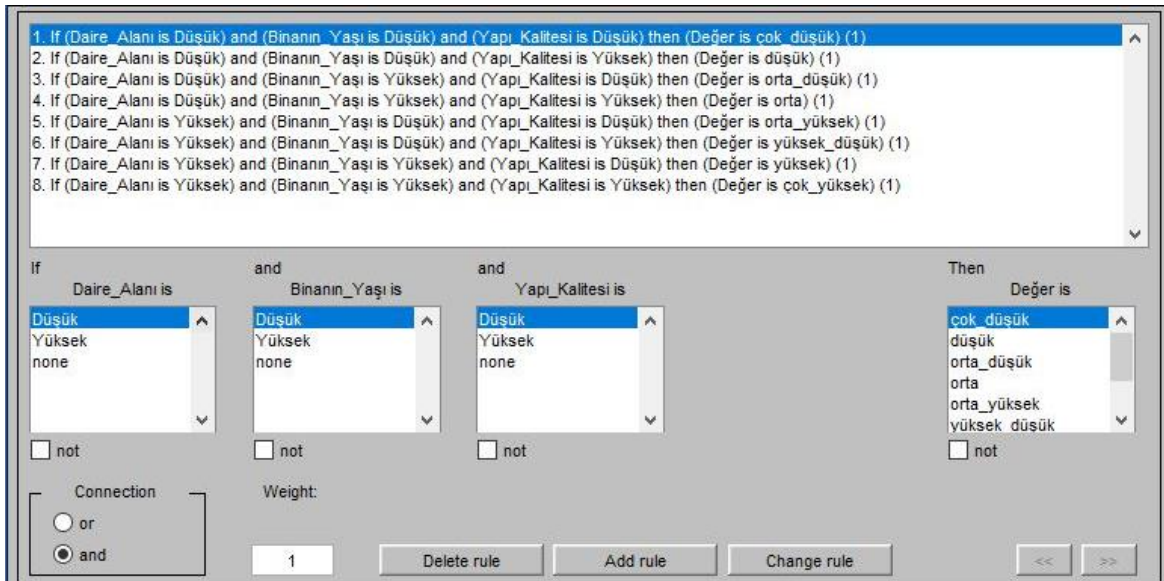 1. If (Daire_Alanı is Düşük) and (Binanın_Yaşı is Düşük) and (Yapı_Kalitesi is Düşük) then (Değer is çok_düşük) (1)
2. If (Daire_Alanı is Düşük) and (Binanın_Yaşı is Düşük) and (Yapı_Kalitesi is Yüksek) then (Değer is düşük) (1)
3. If (Daire_Alanı is Düşük) and (Binanın_Yaşı is Yüksek) and (Yapı_Kalitesi is Düşük) then (Değer is orta_düşük) (1)
4. If (Daire_Alanı is Düşük) and (Binanın_Yaşı is Yüksek) and (Yapı_Kalitesi is Yüksek) then (Değer is orta) (1)
5. If (Daire_Alanı is Yüksek) and (Binanın_Yaşı is Düşük) and (Yapı_Kalitesi is Düşük) then (Değer is orta_yüksek) (1)
6. If (Daire_Alanı is Yüksek) and (Binanın_Yaşı is Düşük) and (Yapı_Kalitesi is Yüksek) then (Değer is yüksek_düşük) (1)
7. If (Daire_Alanı is Yüksek) and (Binanın_Yaşı is Yüksek) and (Yapı_Kalitesi is Düşük) then (Değer is yüksek) (1)
8. If (Daire_Alanı is Yüksek) and (Binanın_Yaşı is Yüksek) and (Yapı_Kalitesi is Yüksek) then (Değer is çok_yüksek) (1)
If and and Then
Daire_Alanı is Binanın_Yaşı is Yapı_Kalitesi is Değer is
Düşük Düşük Düşük çok_düşük
Yüksek Yüksek Yüksek düşük
none none none orta_düşük
orta
orta_yüksek
yüksek_düşük
not not not not
Connection Weight:
or
and 1 Delete rule Add rule Change rule << >>